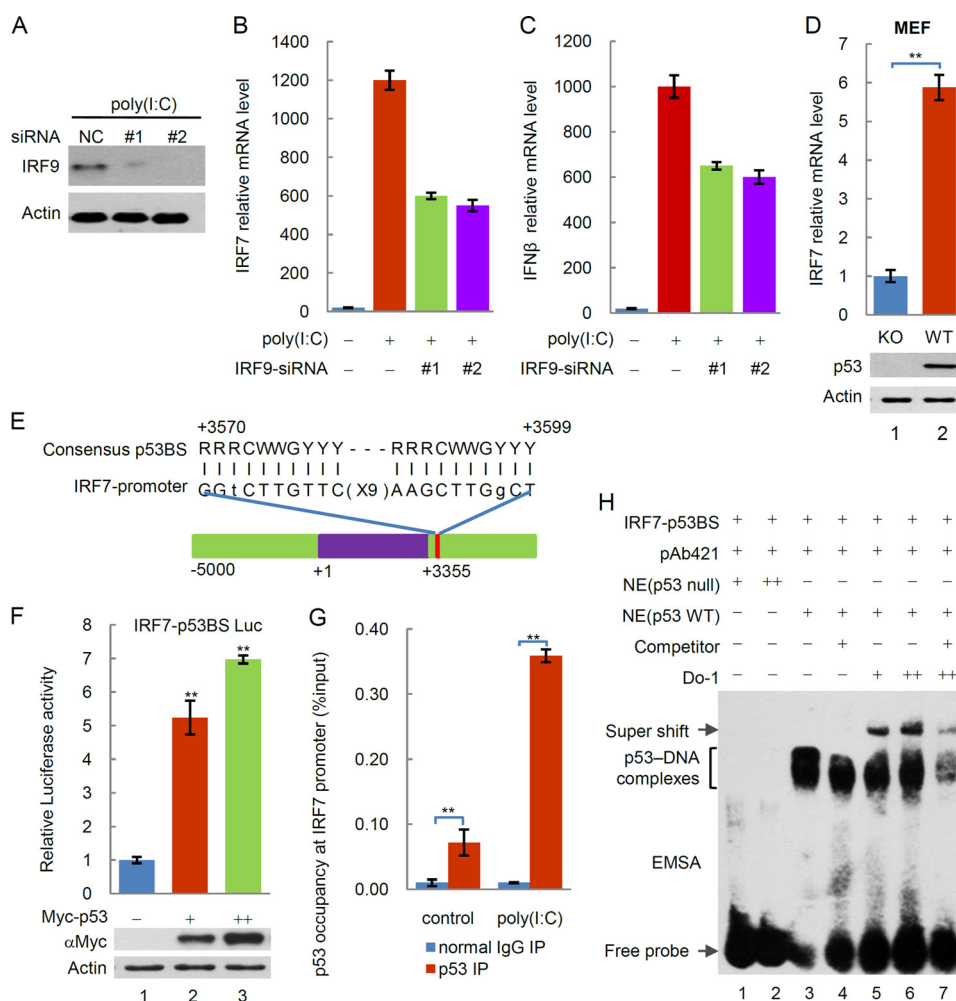 A
poly(I:C)
siRNA NC #1 #2
IRF9
Actin
B
IRF7 relative mRNA level
1400
1200
1000
800
600
400
200
0
poly(I:C) – + + +
IRF9-siRNA – – #1 #2
C
IFNβ relative mRNA level
1200
1000
800
600
400
200
0
poly(I:C) – + + +
IRF9-siRNA – – #1 #2
D
MEF
**
IRF7 relative mRNA level
7
6
5
4
3
2
1
0
KO WT
p53
Actin
1 2
E
+3570 +3599
Consensus p53BS RRRCWWGYYY - - - RRRCWWGYYY
IRF7-promoter GGtCTTGTTC(X9)AAGCTTGgCT
-5000 +1 +3355
F
IRF7-p53BS Luc
Relative Luciferase activity
8
7
6
5
4
3
2
1
0
**
**
Myc-p53 – + ++
αMyc
Actin
1 2 3
G
p53 occupancy at IRF7 promoter (%input)
0.40
0.30
0.20
0.10
0.00
**
**
control poly(I:C)
normal IgG IP
p53 IP
H
IRF7-p53BS + + + + + + +
pAb421 + + + + + + +
NE(p53 null) + ++ – – – – –
NE(p53 WT) – – + + + + +
Competitor – – – + – – +
Do-1 – – – – + ++ ++
Super shift
p53–DNA
complexes
EMSA
Free probe
1 2 3 4 5 6 7